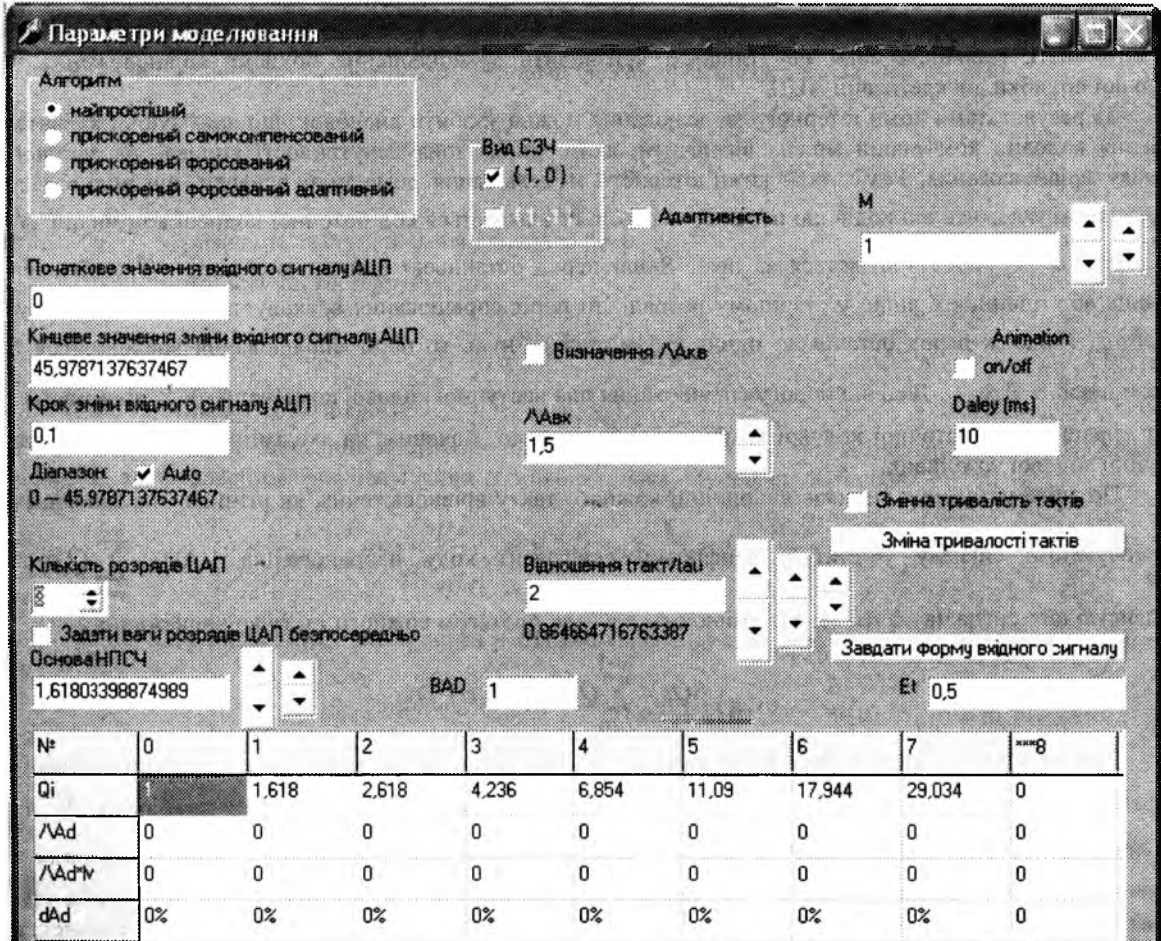 Параметри моделювання
Алгоритм
найпростіший
прискорений самокомпенсований
прискорений форсований
прискорений форсований адаптивний
Вид СЗЧ
{1,0}
Адаптивність
M
1
Початкове значення вхідного сигналу АЦП
0
Кінцеве значення зміни вхідного сигналу АЦП
45,9787137637467
Визначення /\Акв
Animation
on/off
Крок зміни вхідного сигналу АЦП
0,1
/\Авх
1,5
Daley (ms)
10
Діапазон: Auto
0 – 45,9787137637467
Змінна тривалість тактів
Зміна тривалості тактів
Кількість розрядів ЦАП
8
Відношення tтакт/tau
2
0.864664716763387
Задати ваги розрядів ЦАП безпосередньо
Завдати форму вхідного сигналу
Основа НПСЧ
1,61803398874989
BAD 1
Et 0,5
№ 0 1 2 3 4 5 6 7 ***8
Qi 1 1,618 2,618 4,236 6,854 11,09 17,944 29,034 0
/\Ad 0 0 0 0 0 0 0 0 0
/\Ad*lv 0 0 0 0 0 0 0 0 0
dAd 0% 0% 0% 0% 0% 0% 0% 0% 0